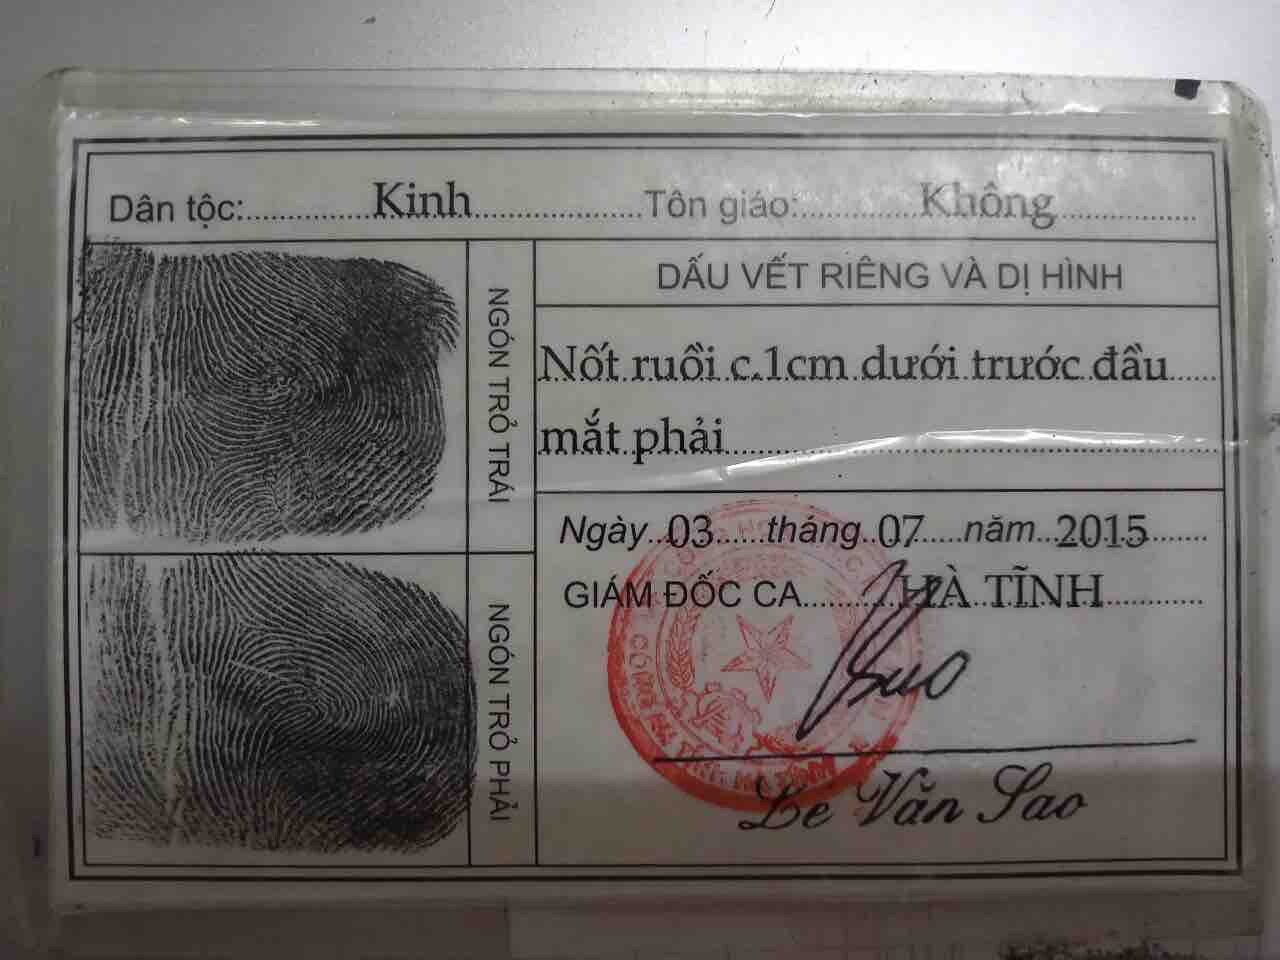 Dân tộc: Kinh Tôn giáo: Không
NGÓN TRỎ TRÁI
NGÓN TRỎ PHẢI
DẤU VẾT RIÊNG VÀ DỊ HÌNH
Nốt ruồi c.1cm dưới trước đầu
mắt phải
Ngày 03 tháng 07 năm 2015
GIÁM ĐỐC CA HÀ TĨNH
Le Văn Sao